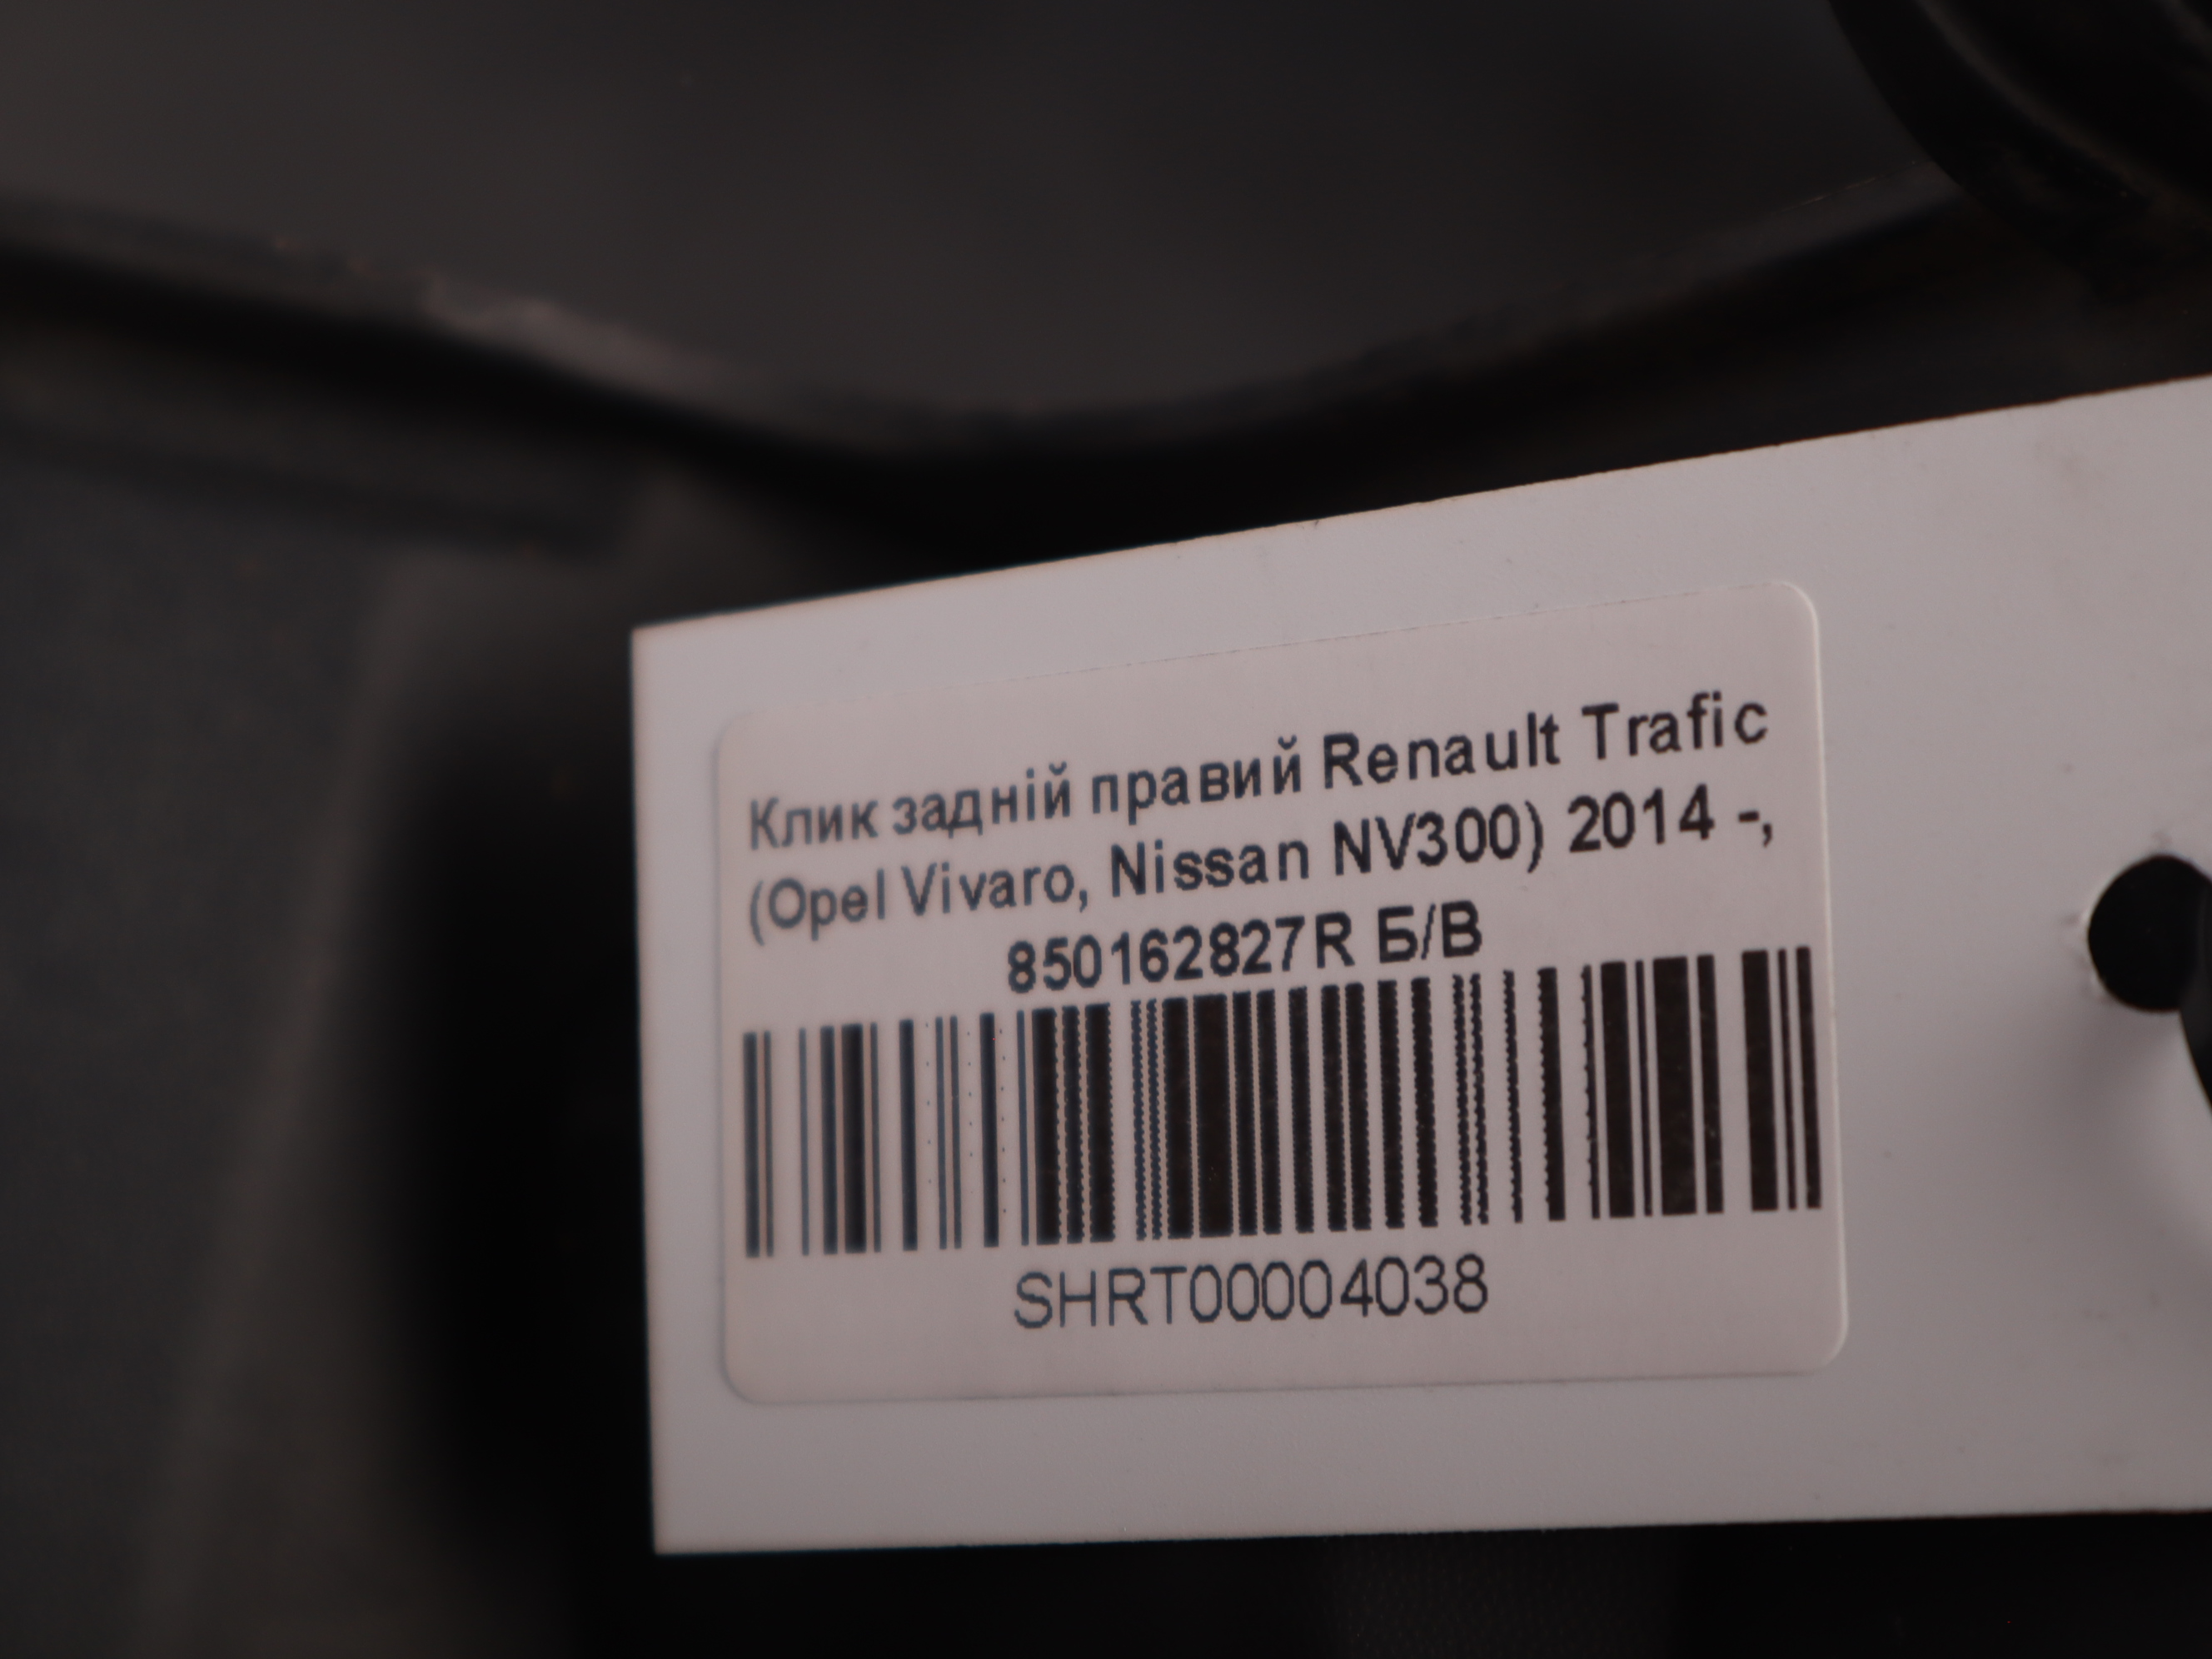 Клик задній правий Renault Trafic
(Opel Vivaro, Nissan NV300) 2014 -,
850162827R Б/В
SHRT00004038